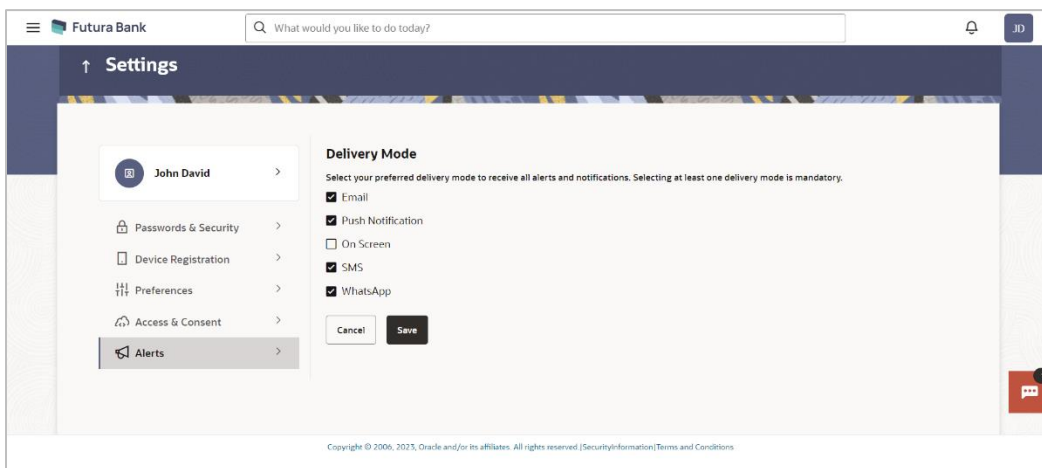 Futura Bank
What would you like to do today?
JD
↑ Settings
John David
Passwords & Security
Device Registration
Preferences
Access & Consent
Alerts
Delivery Mode
Select your preferred delivery mode to receive all alerts and notifications. Selecting at least one delivery mode is mandatory.
Email
Push Notification
On Screen
SMS
WhatsApp
Cancel
Save
Copyright © 2006, 2023, Oracle and/or its affiliates. All rights reserved.|SecurityInformation|Terms and Conditions